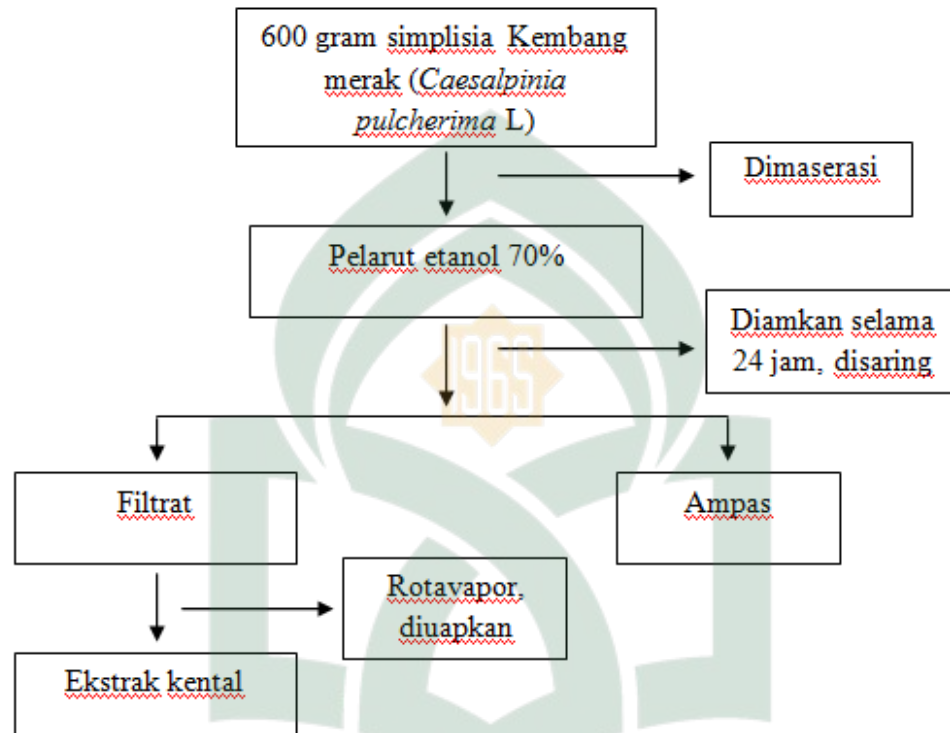 600 gram simplisia Kembang
merak (Caesalpinia
pulcherima L)
Dimaserasi
Pelarut etanol 70%
Diamkan selama
24 jam, disaring
1965
Filtrat
Ampas
Rotavapor,
diuapkan
Ekstrak kental